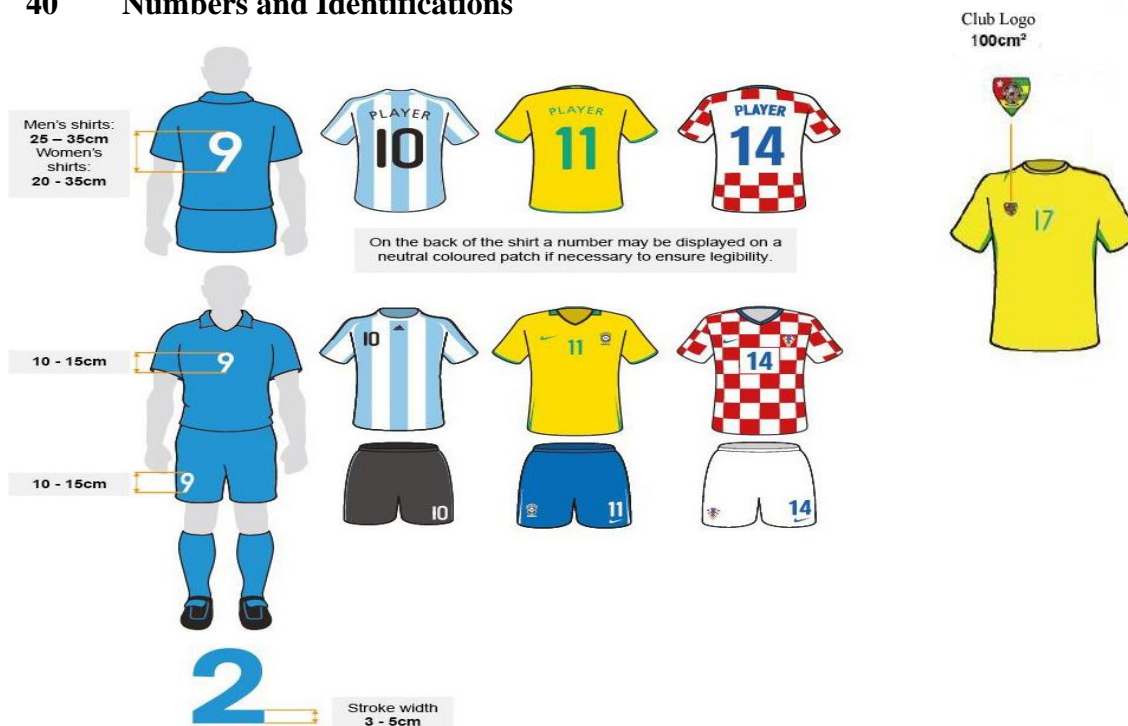 40 Numbers and Identifications
Club Logo
100cm²
Men's shirts:
25 – 35cm
Women's
shirts:
20 - 35cm
9
PLAYER
10
PLAYER
11
PLAYER
14
17
On the back of the shirt a number may be displayed on a
neutral coloured patch if necessary to ensure legibility.
10 - 15cm
9
10
11
14
10 - 15cm
9
10
11
14
2
Stroke width
3 - 5cm